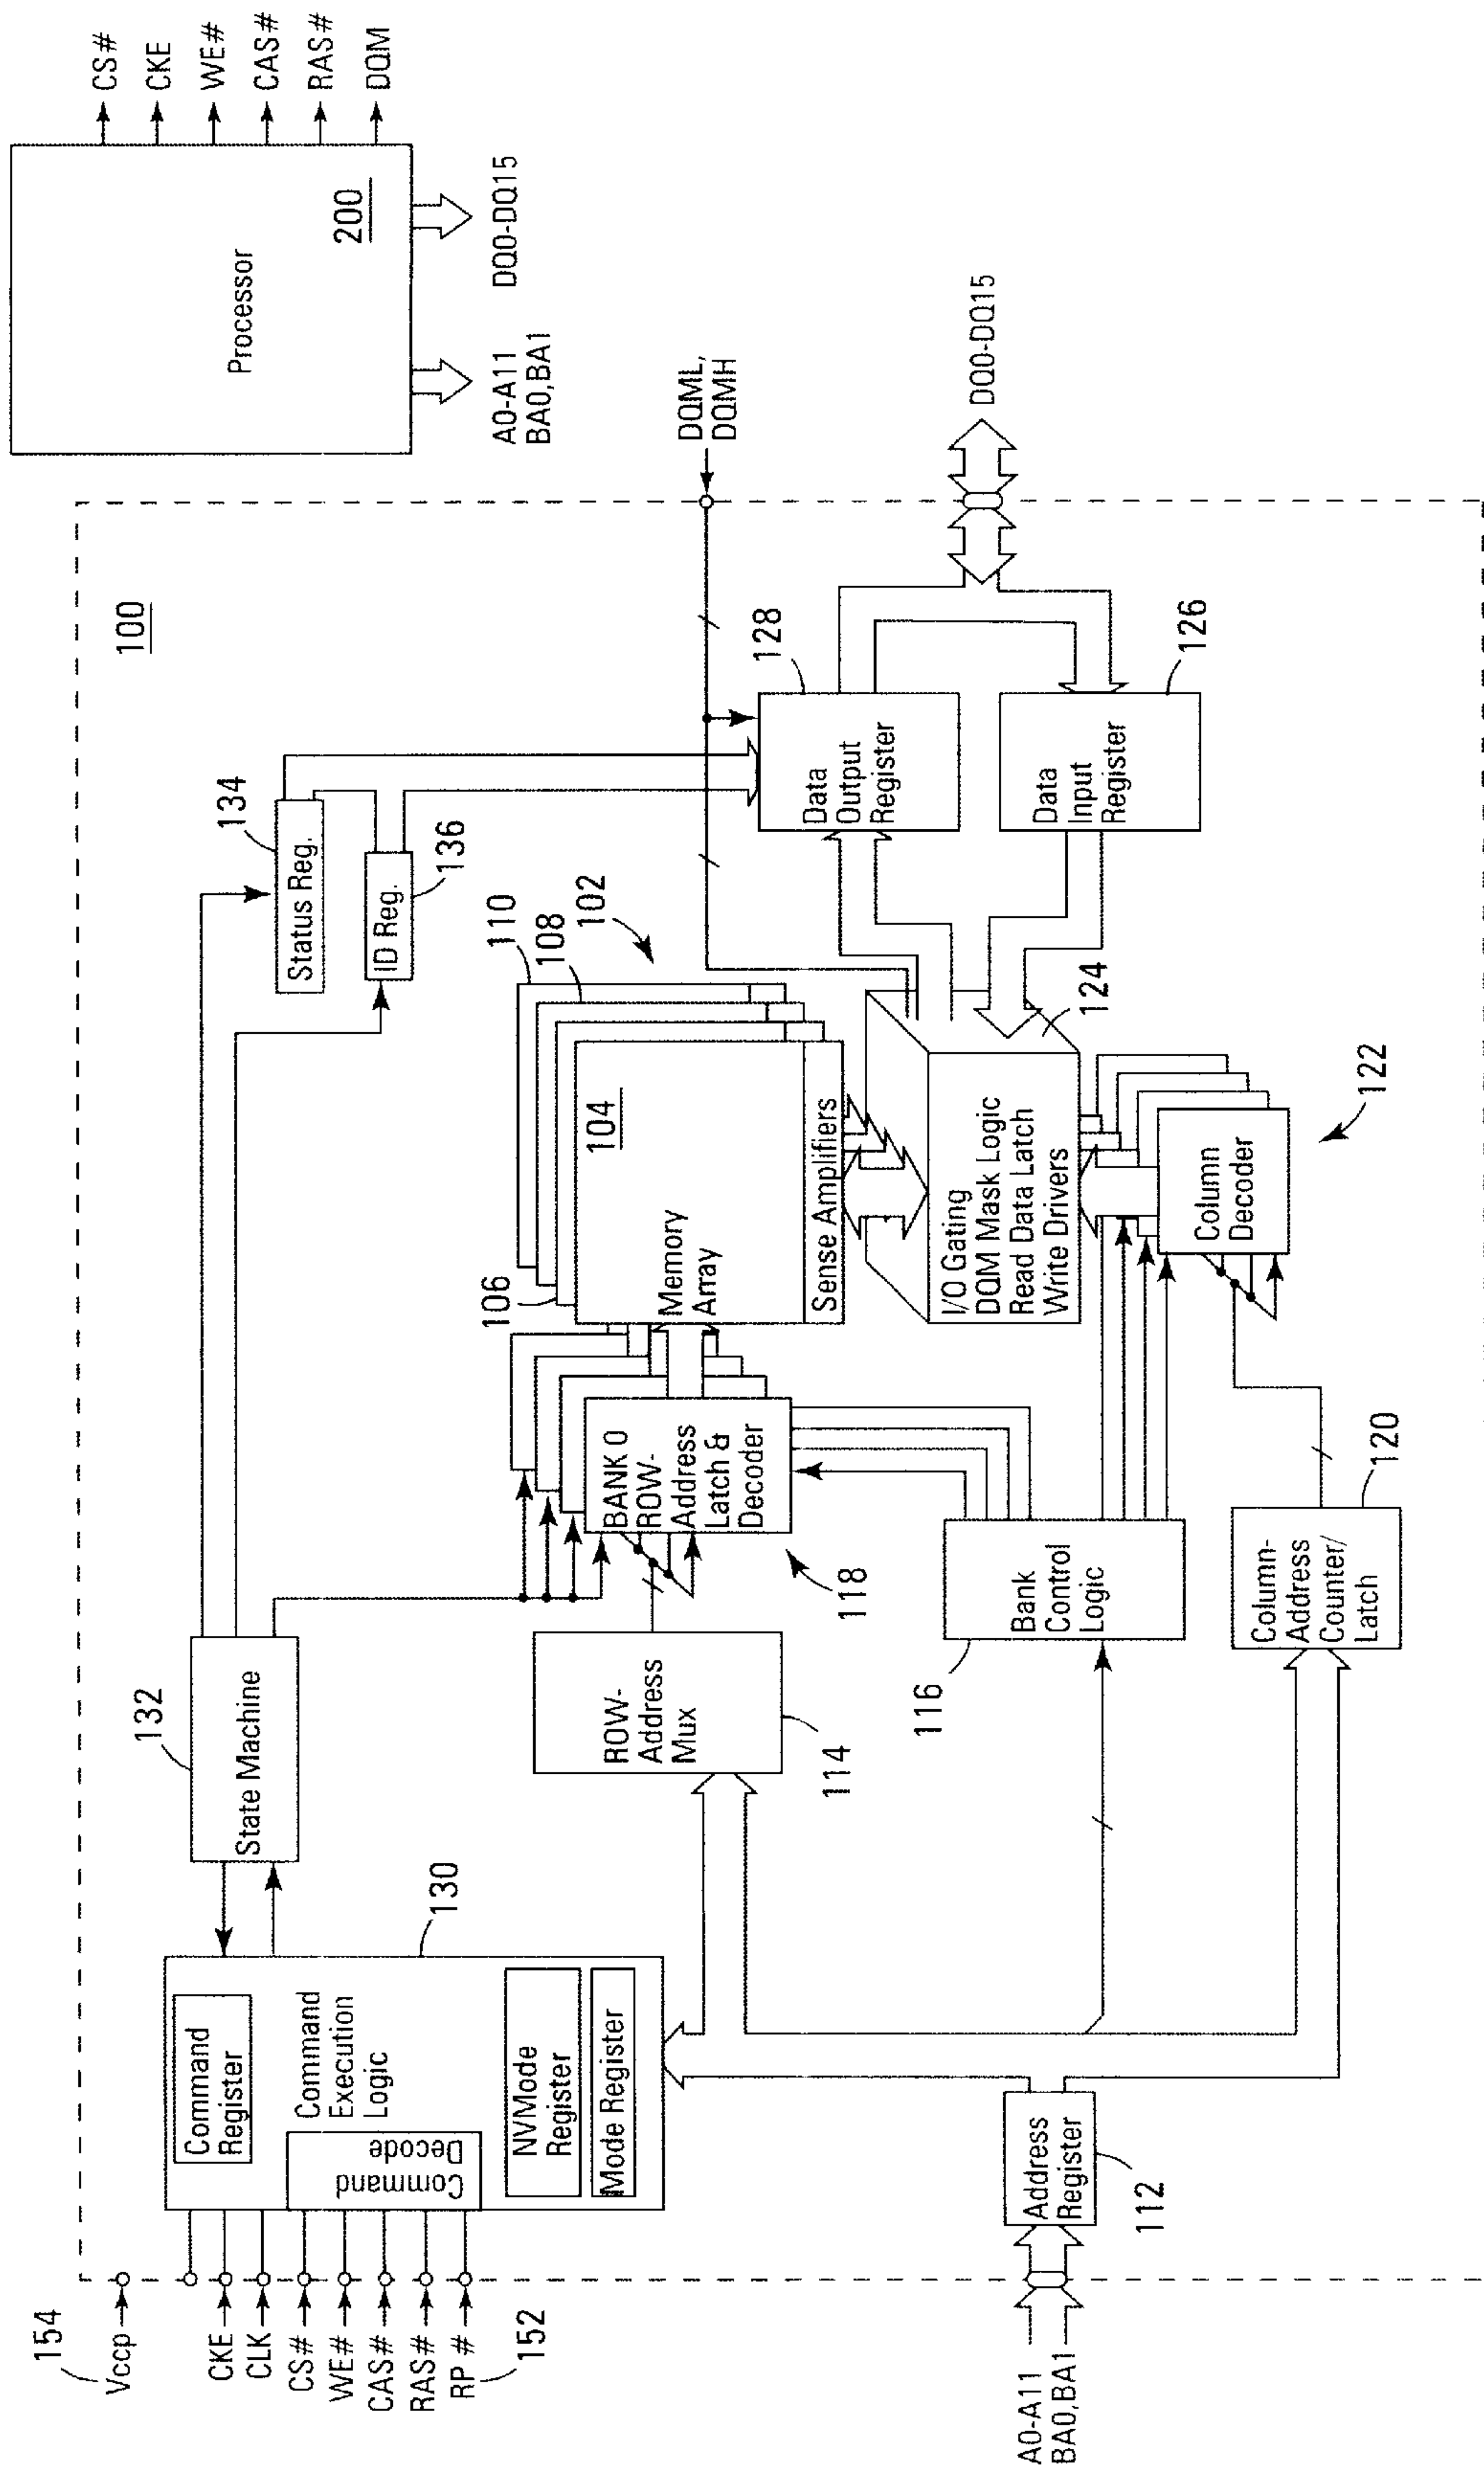 154
Vccp
CKE
CLK
CS#
WE#
CAS#
RAS#
RP #
152
Command
Register
Command
Execution
Logic
Command
Decode
NVMode
Register
Mode Register
130
132
State Machine
134
Status Reg.
ID Reg.
136
100
Processor
200
CS#
CKE
WE#
CAS#
RAS#
DQM
A0-A11
BA0,BA1
DQ0-DQ15
ROW-
Address
Mux
114
BANK 0
ROW-
Address
Latch &
Decoder
118
106
110
108
102
104
Memory
Array
Sense Amplifiers
I/O Gating
DQM Mask Logic
Read Data Latch
Write Drivers
124
128
Data
Output
Register
Data
Input
Register
126
DQML,
DQMH
DQ0-DQ15
Bank
Control
Logic
116
Column
Decoder
122
Column-
Address
Counter/
Latch
120
Address
Register
112
A0-A11
BA0,BA1